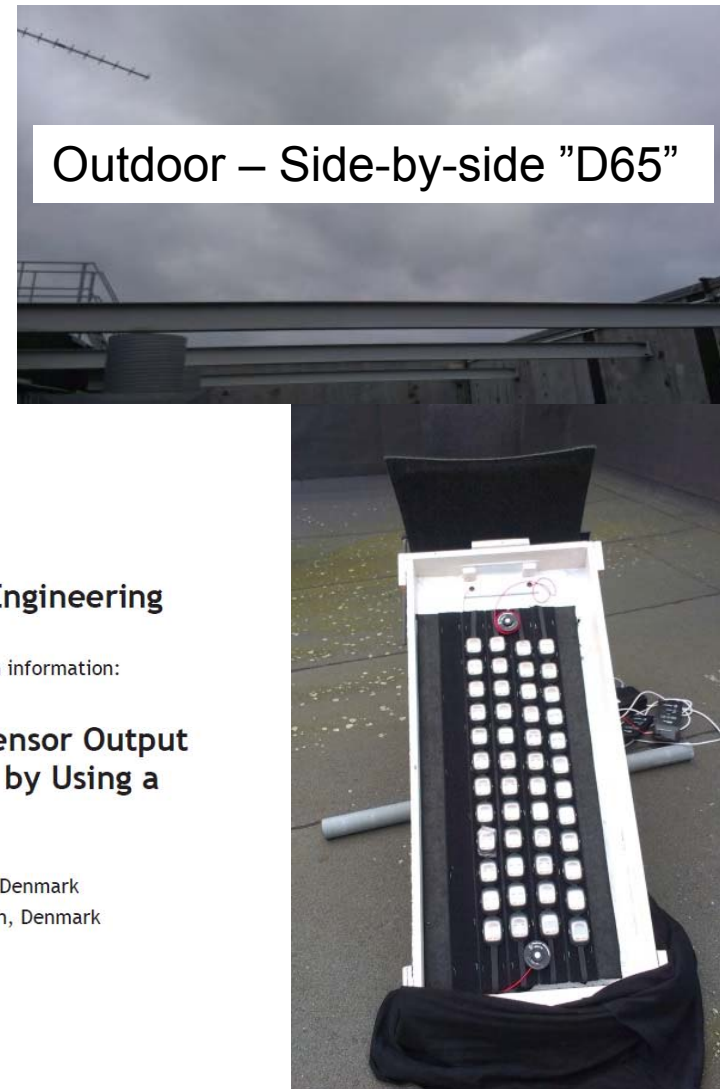 Outdoor – Side-by-side ”D65”
Engineering
information:
ensor Output
by Using a
Denmark
, Denmark